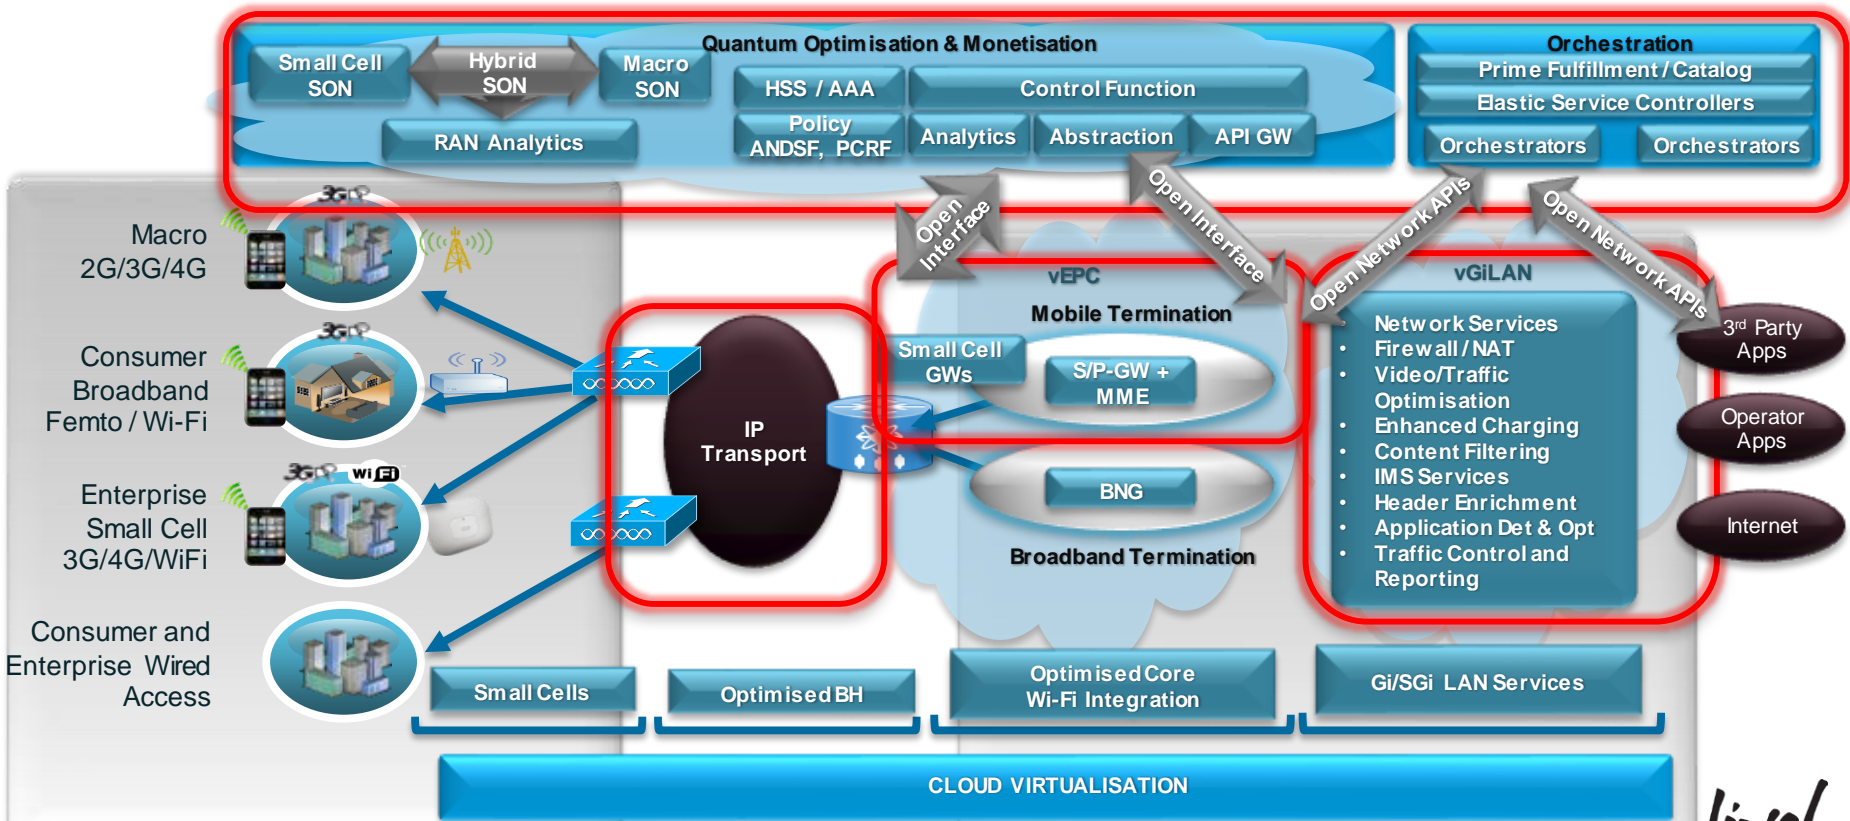 Quantum Optimisation & Monetisation
Small Cell
SON
Hybrid
SON
Macro
SON
RAN Analytics
HSS / AAA
Control Function
Policy
ANDSF, PCRF
Analytics
Abstraction
API GW
Orchestration
Prime Fulfillment / Catalog
Elastic Service Controllers
Orchestrators
Orchestrators
Open
Interface
Open Interface
Open Network APIs
Open Network APIs
Macro
2G/3G/4G
Consumer
Broadband
Femto / Wi-Fi
Enterprise
Small Cell
3G/4G/WiFi
Consumer and
Enterprise Wired
Access
3G
3G
3G
Wi Fi
IP
Transport
vEPC
Mobile Termination
Small Cell
GWs
S/P-GW +
MME
BNG
Broadband Termination
vGiLAN
• Network Services
• Firewall / NAT
• Video/Traffic
Optimisation
• Enhanced Charging
• Content Filtering
• IMS Services
• Header Enrichment
• Application Det & Opt
• Traffic Control and
Reporting
3rd Party
Apps
Operator
Apps
Internet
Small Cells
Optimised BH
Optimised Core
Wi-Fi Integration
Gi/SGi LAN Services
CLOUD VIRTUALISATION